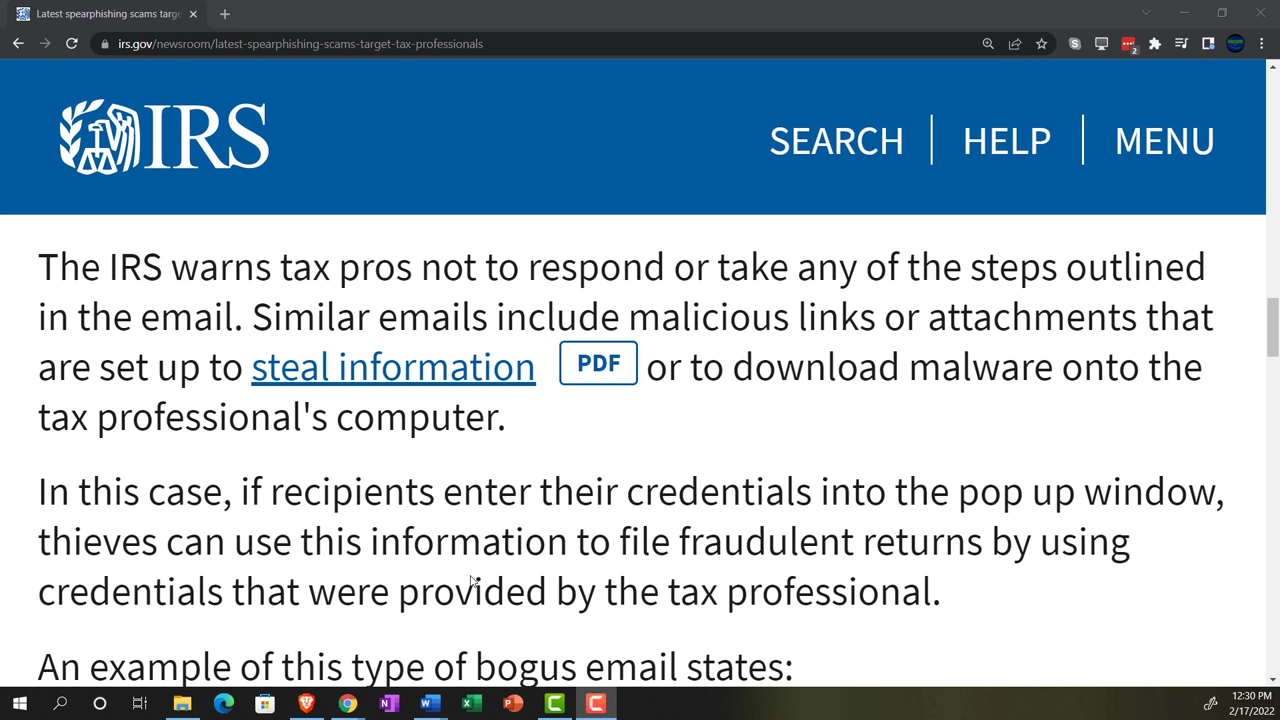 Latest spearphishing scams targ
irs.gov/newsroom/latest-spearphishing-scams-target-tax-professionals
2
IRS
SEARCH
HELP
MENU
The IRS warns tax pros not to respond or take any of the steps outlined
in the email. Similar emails include malicious links or attachments that
are set up to steal information PDF or to download malware onto the
tax professional's computer.
In this case, if recipients enter their credentials into the pop up window,
thieves can use this information to file fraudulent returns by using
credentials that were provided by the tax professional.
An example of this type of bogus email states:
12:30 PM
2/17/2022